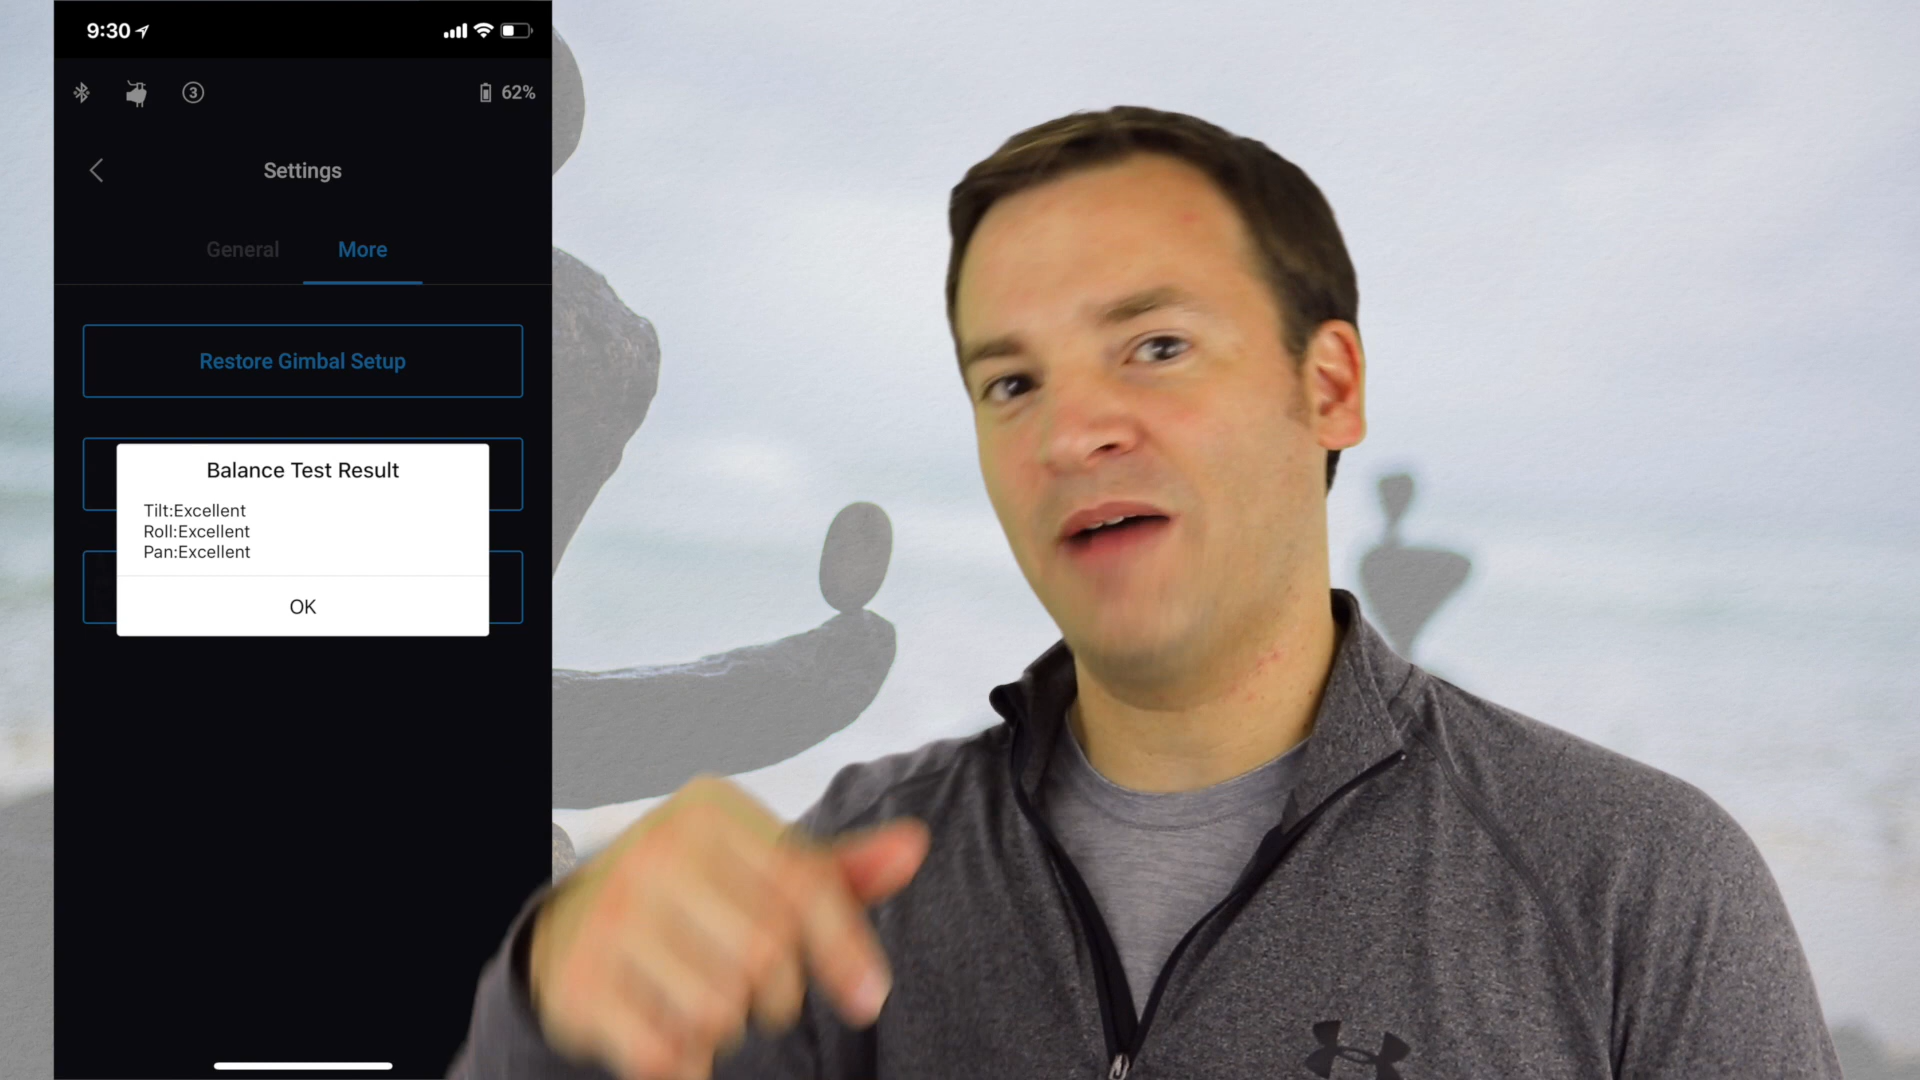 9:30
3
62%
Settings
General
More
Restore Gimbal Setup
Balance Test Result
Tilt:Excellent
Roll:Excellent
Pan:Excellent
OK